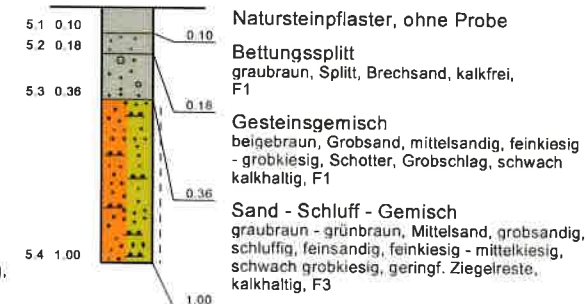 5.1 0.10
5.2 0.18
5.3 0.36
5.4 1.00
0.10
0.18
0.36
1.00
Natursteinpflaster, ohne Probe
Bettungssplitt
graubraun, Splitt, Brechsand, kalkfrei,
F1
Gesteinsgemisch
beigebraun, Grobsand, mittelsandig, feinkiesig
- grobkiesig, Schotter, Grobschlag, schwach
kalkhaltig, F1
Sand - Schluff - Gemisch
graubraun - grünbraun, Mittelsand, grobsandig,
schluffig, feinsandig, feinkiesig - mittelkiesig,
schwach grobkiesig, geringf. Ziegelreste,
kalkhaltig, F3